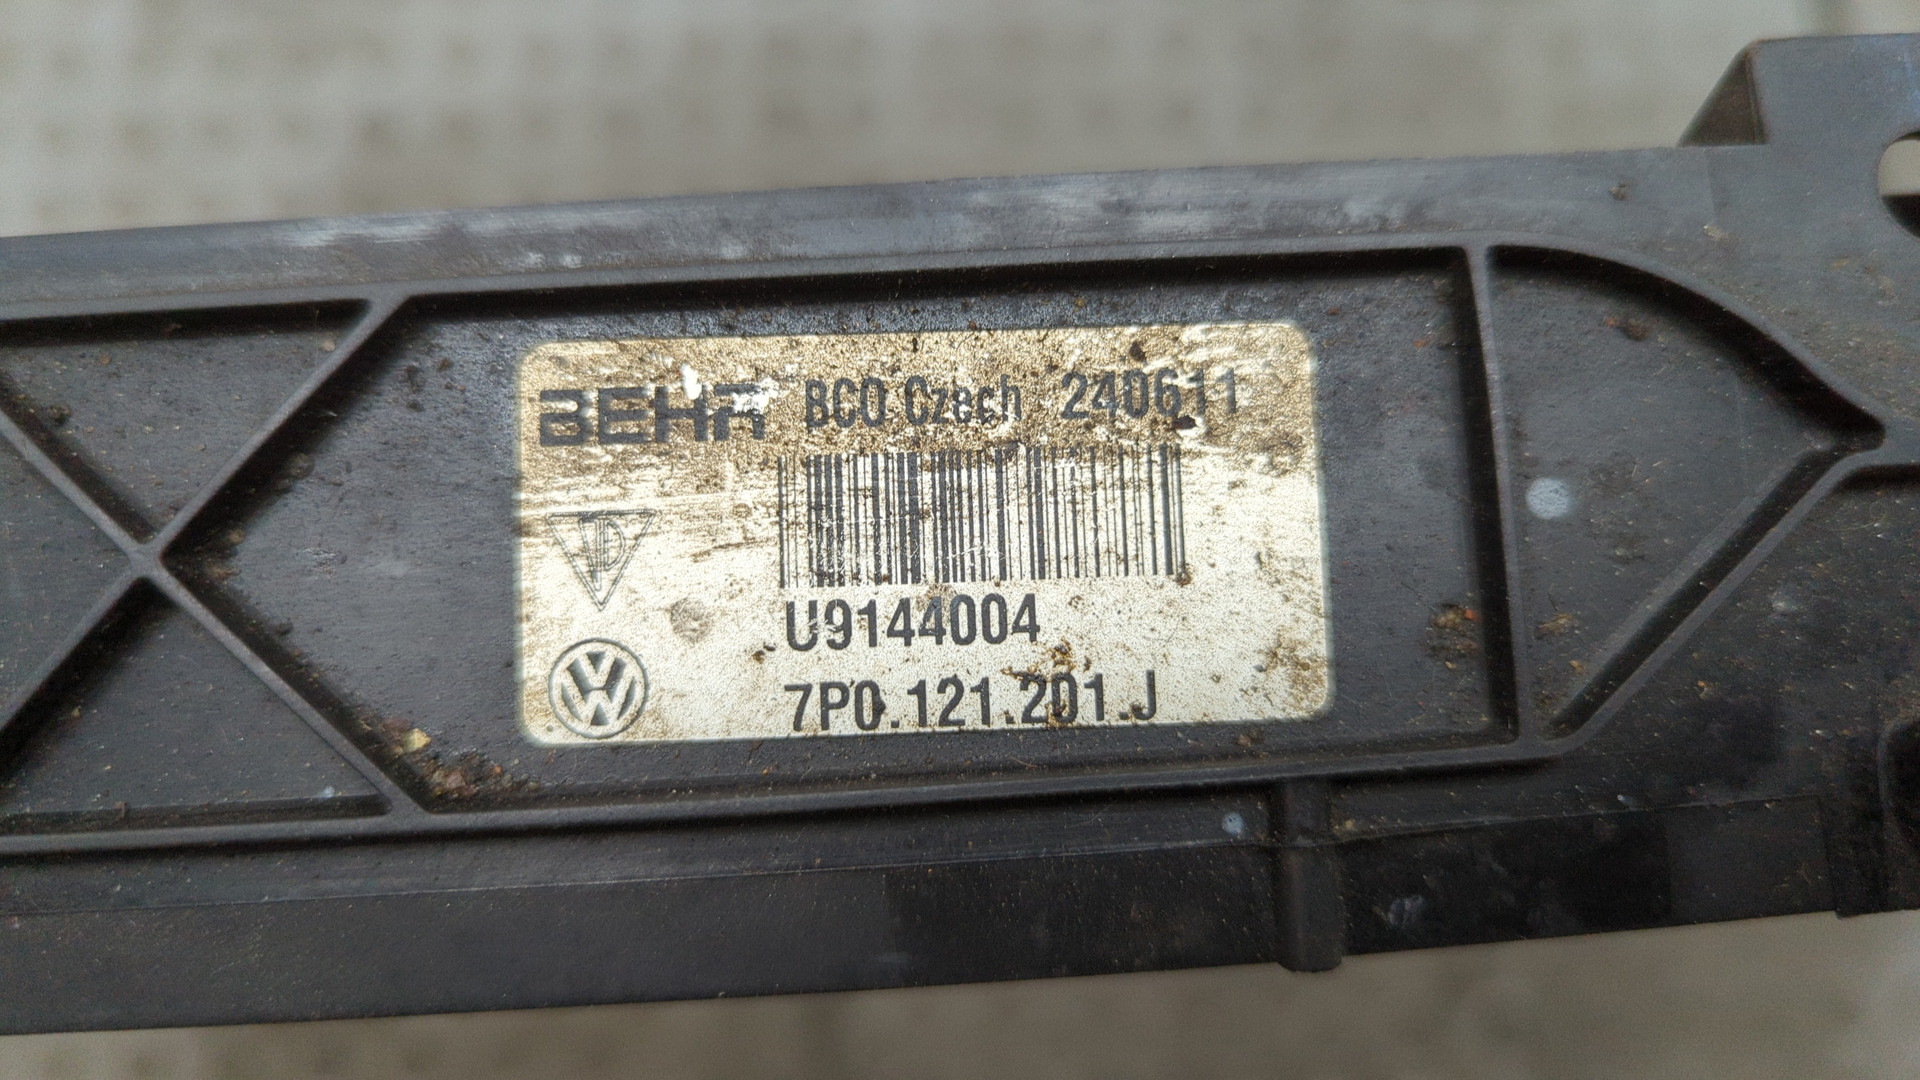 BEHR BCO Czech 240611
U9144004
7P0.121.201.J